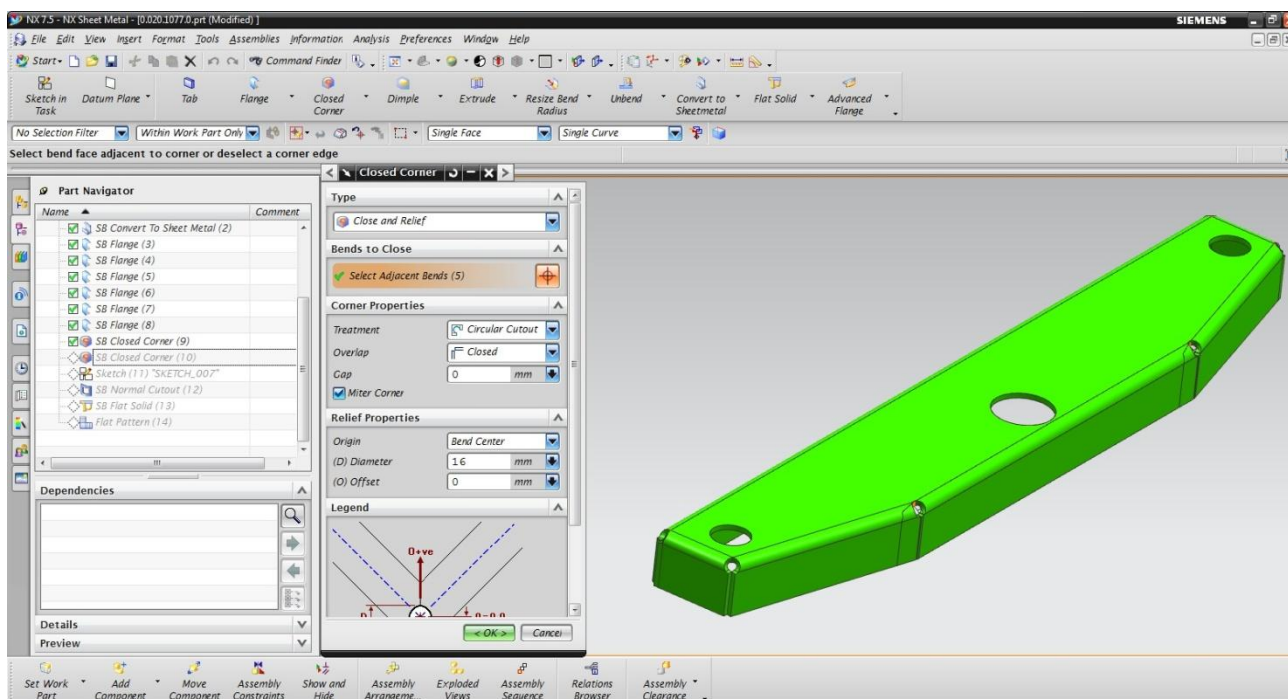 NX 7.5 - NX Sheet Metal - [0.020.1077.0.prt (Modified) ]
SIEMENS
File Edit View Insert Format Tools Assemblies Information Analysis Preferences Window Help
Start Command Finder
Sketch in Task
Datum Plane
Tab
Flange
Closed Corner
Dimple
Extrude
Resize Bend Radius
Unbend
Convert to Sheetmetal
Flat Solid
Advanced Flange
No Selection Filter
Within Work Part Only
Single Face
Single Curve
Select bend face adjacent to corner or deselect a corner edge
Part Navigator
Name Comment
SB Convert To Sheet Metal (2)
SB Flange (3)
SB Flange (4)
SB Flange (5)
SB Flange (6)
SB Flange (7)
SB Flange (8)
SB Closed Corner (9)
SB Closed Corner (10)
Sketch (11) "SKETCH_007"
SB Normal Cutout (12)
SB Flat Solid (13)
Flat Pattern (14)
Dependencies
Details
Preview
Closed Corner
Type
Close and Relief
Bends to Close
Select Adjacent Bends (5)
Corner Properties
Treatment Circular Cutout
Overlap Closed
Gap 0 mm
Miter Corner
Relief Properties
Origin Bend Center
(D) Diameter 16 mm
(O) Offset 0 mm
Legend
O+ve
D
O=0.0
< OK > Cancel
Set Work Part
Add Component
Move Component
Assembly Constraints
Show and Hide
Assembly Arrangeme...
Exploded Views
Assembly Sequence
Relations Browser
Assembly Clearance